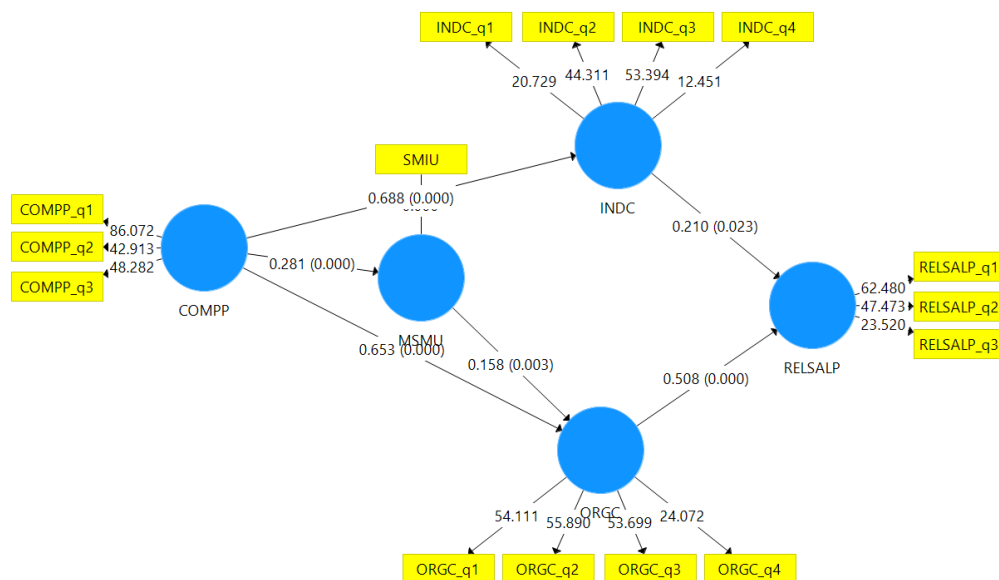 INDC_q1 INDC_q2 INDC_q3 INDC_q4
20.729 44.311 53.394 12.451
SMIU
0.688 (0.000)
INDC
COMPP_q1
COMPP_q2
COMPP_q3
86.072
42.913
48.282
COMPP
0.281 (0.000)
MSMU
0.653 (0.000)
0.158 (0.003)
0.210 (0.023)
0.508 (0.000)
RELSALP
62.480
47.473
23.520
RELSALP_q1
RELSALP_q2
RELSALP_q3
ORGC
54.111 55.890 53.699 24.072
ORGC_q1 ORGC_q2 ORGC_q3 ORGC_q4